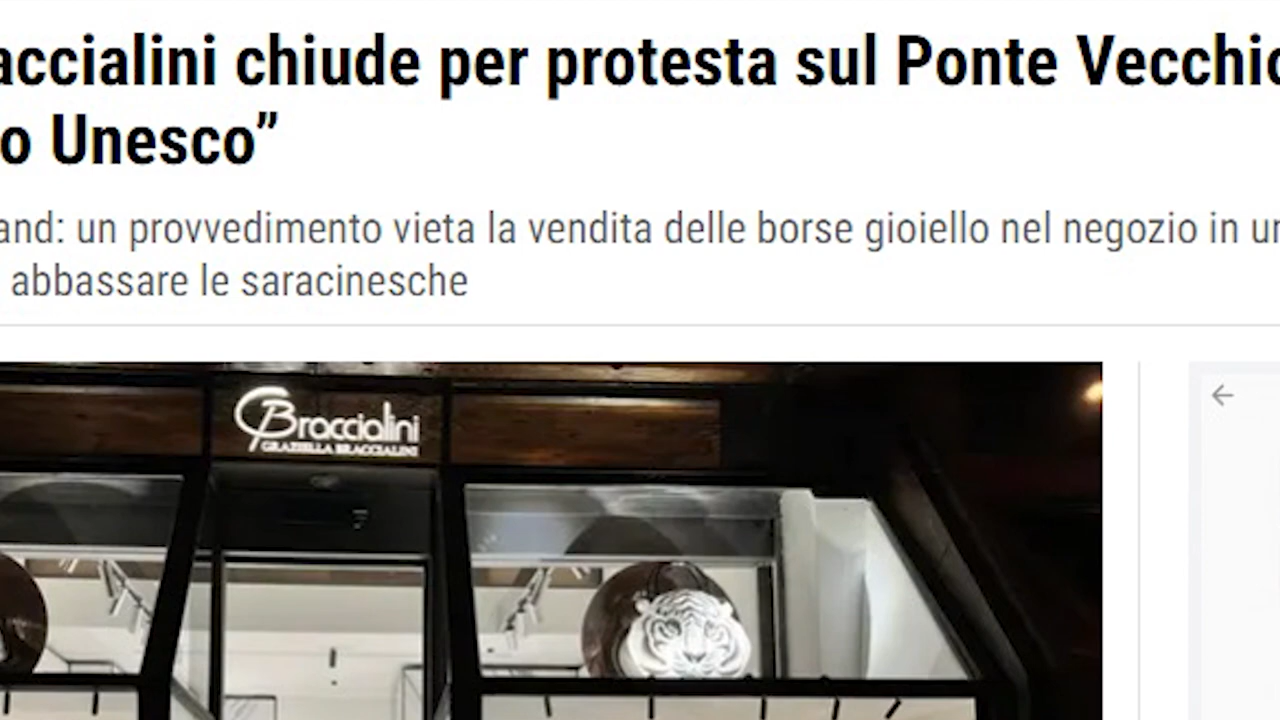 accialini chiude per protesta sul Ponte Vecchio
o Unesco”
and: un provvedimento vieta la vendita delle borse gioiello nel negozio in un
abbassare le saracinesche
Braccialini
GRAZIELLA BRACCIALINI